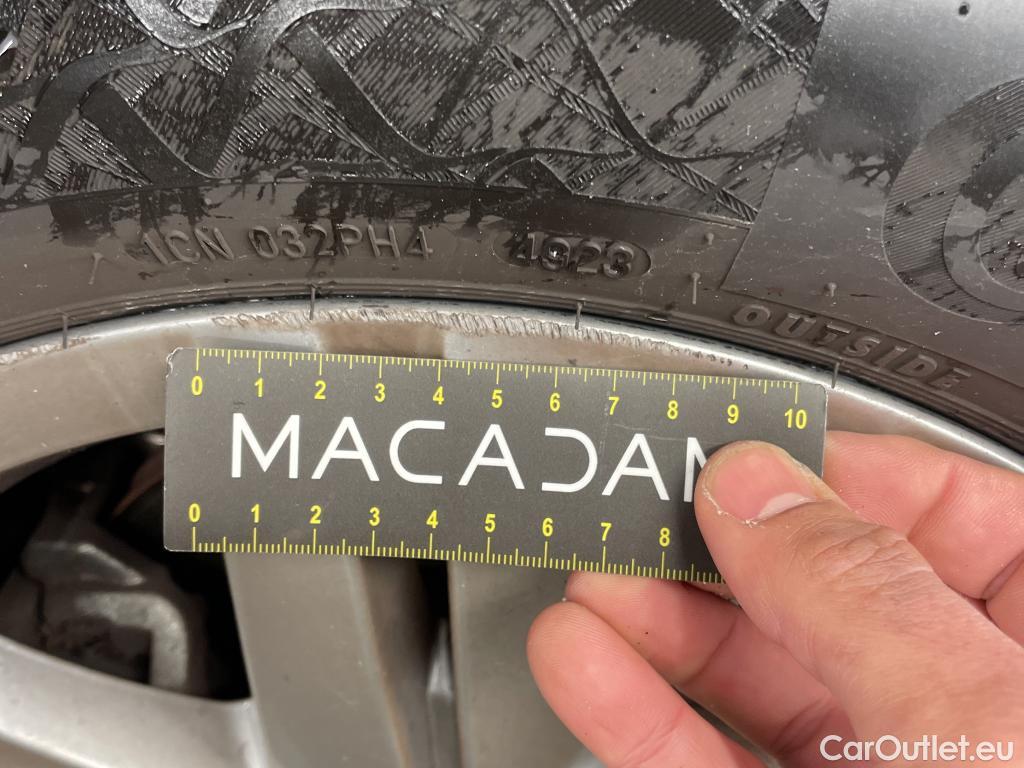 1CN 032PH4 4923
OUTSIDE
0 1 2 3 4 5 6 7 8 9 10
MACADAM
0 1 2 3 4 5 6 7 8
CarOutlet.eu